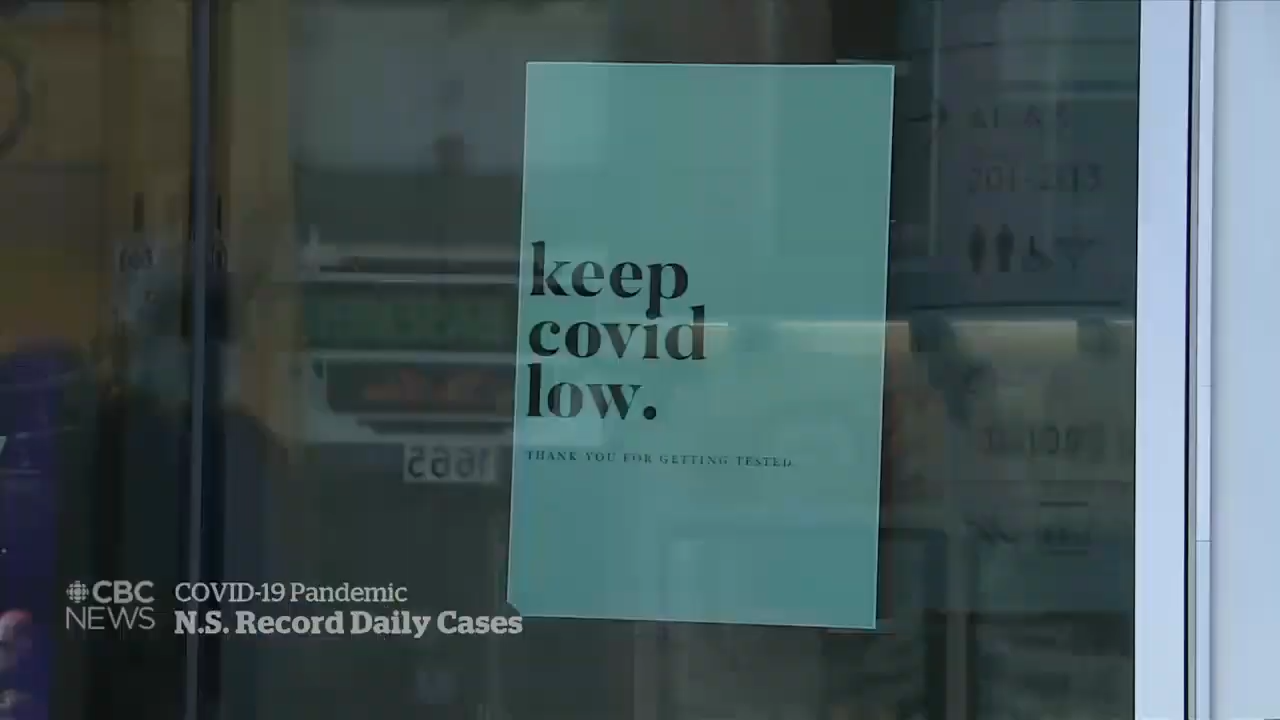 keep
covid
low.
THANK YOU FOR GETTING TESTED.
CBC
NEWS
COVID-19 Pandemic
N.S. Record Daily Cases